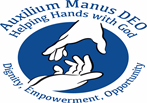 Auxilium Manus DEO
Helping Hands with God
Dignity, Empowerment, Opportunity